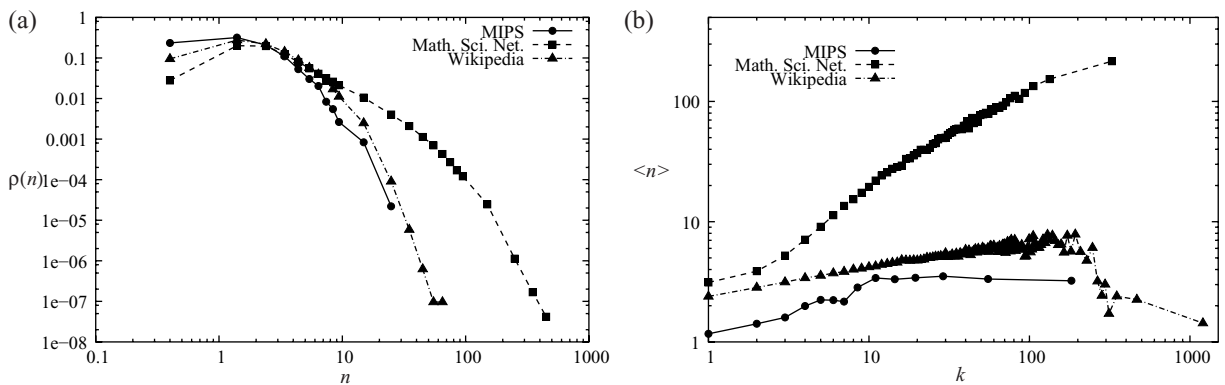 (a)
1
0.1
0.01
0.001
1e−04
1e−05
1e−06
1e−07
1e−08
ρ(n)
0.1
1
10
100
1000
n
MIPS
Math. Sci. Net.
Wikipedia
(b)
100
10
1
<n>
1
10
100
1000
k
MIPS
Math. Sci. Net.
Wikipedia